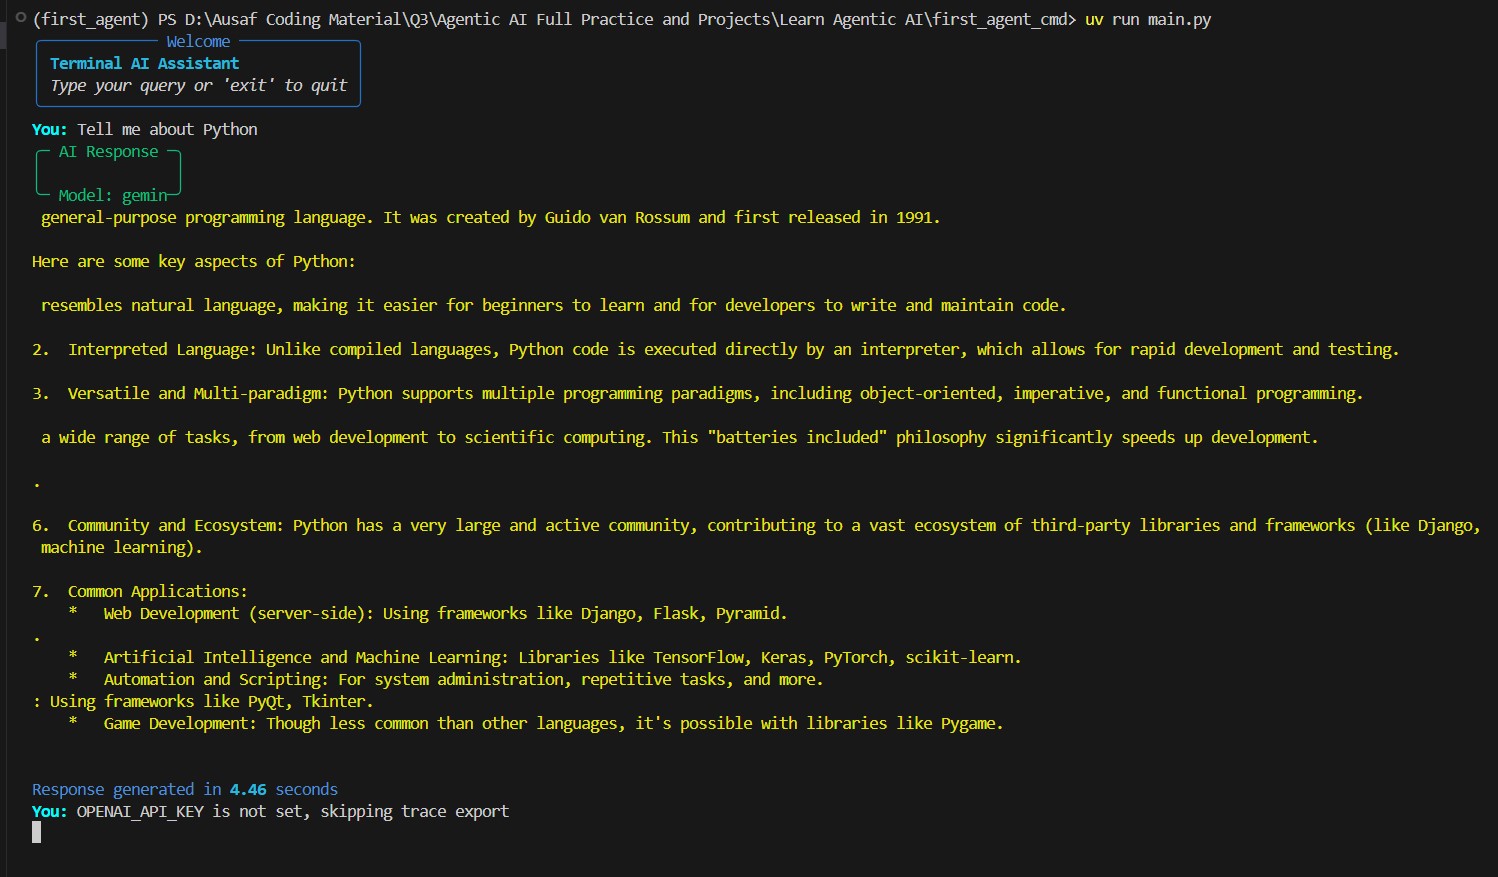 (first_agent) PS D:\Ausaf Coding Material\Q3\Agentic AI Full Practice and Projects\Learn Agentic AI\first_agent_cmd> uv run main.py
Welcome
Terminal AI Assistant
Type your query or 'exit' to quit
You: Tell me about Python
AI Response
Model: gemin
general-purpose programming language. It was created by Guido van Rossum and first released in 1991.
Here are some key aspects of Python:
resembles natural language, making it easier for beginners to learn and for developers to write and maintain code.
2.  Interpreted Language: Unlike compiled languages, Python code is executed directly by an interpreter, which allows for rapid development and testing.
3.  Versatile and Multi-paradigm: Python supports multiple programming paradigms, including object-oriented, imperative, and functional programming.
a wide range of tasks, from web development to scientific computing. This "batteries included" philosophy significantly speeds up development.
.
6.  Community and Ecosystem: Python has a very large and active community, contributing to a vast ecosystem of third-party libraries and frameworks (like Django,
machine learning).
7.  Common Applications:
*   Web Development (server-side): Using frameworks like Django, Flask, Pyramid.
.
*   Artificial Intelligence and Machine Learning: Libraries like TensorFlow, Keras, PyTorch, scikit-learn.
*   Automation and Scripting: For system administration, repetitive tasks, and more.
: Using frameworks like PyQt, Tkinter.
*   Game Development: Though less common than other languages, it's possible with libraries like Pygame.
Response generated in 4.46 seconds
You: OPENAI_API_KEY is not set, skipping trace export